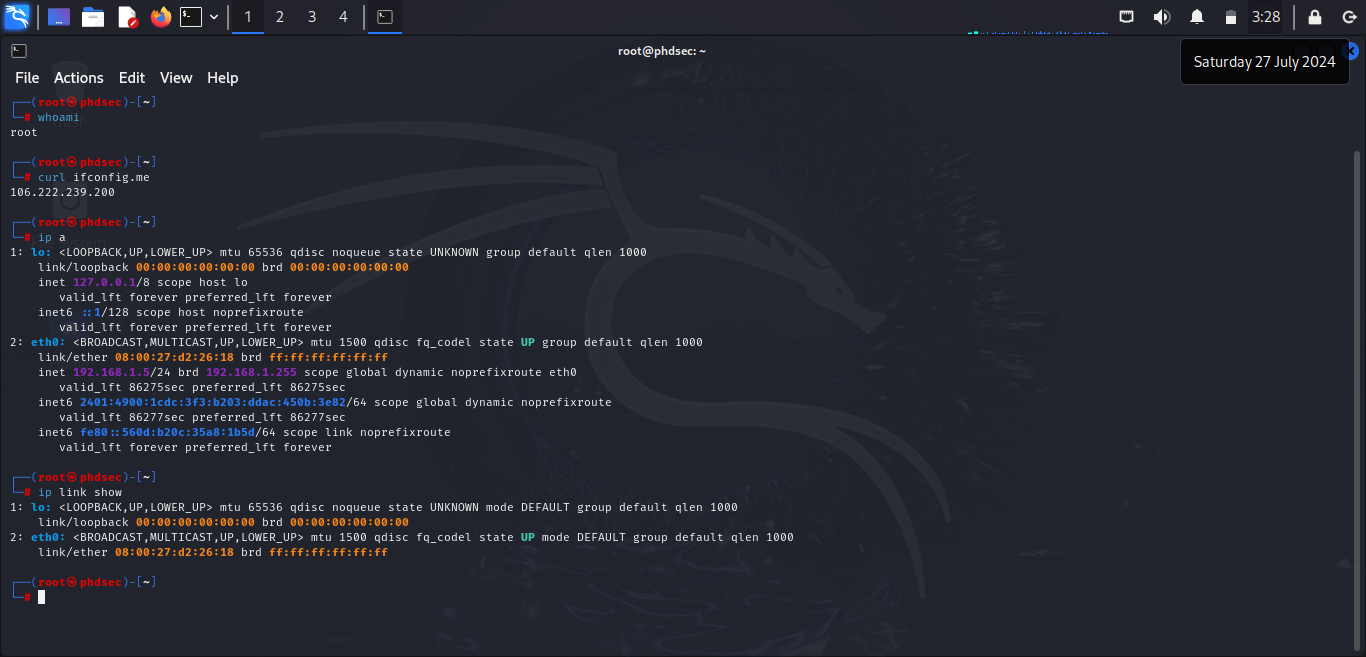 1 2 3 4
3:28
root@phdsec: ~
Saturday 27 July 2024
File Actions Edit View Help
┌──(root㉿phdsec)-[~]
└─# whoami
root
┌──(root㉿phdsec)-[~]
└─# curl ifconfig.me
106.222.239.200
┌──(root㉿phdsec)-[~]
└─# ip a
1: lo: <LOOPBACK,UP,LOWER_UP> mtu 65536 qdisc noqueue state UNKNOWN group default qlen 1000
link/loopback 00:00:00:00:00:00 brd 00:00:00:00:00:00
inet 127.0.0.1/8 scope host lo
valid_lft forever preferred_lft forever
inet6 ::1/128 scope host noprefixroute
valid_lft forever preferred_lft forever
2: eth0: <BROADCAST,MULTICAST,UP,LOWER_UP> mtu 1500 qdisc fq_codel state UP group default qlen 1000
link/ether 08:00:27:d2:26:18 brd ff:ff:ff:ff:ff:ff
inet 192.168.1.5/24 brd 192.168.1.255 scope global dynamic noprefixroute eth0
valid_lft 86275sec preferred_lft 86275sec
inet6 2401:4900:1cdc:3f3:b203:ddac:450b:3e82/64 scope global dynamic noprefixroute
valid_lft 86277sec preferred_lft 86277sec
inet6 fe80::560d:b20c:35a8:1b5d/64 scope link noprefixroute
valid_lft forever preferred_lft forever
┌──(root㉿phdsec)-[~]
└─# ip link show
1: lo: <LOOPBACK,UP,LOWER_UP> mtu 65536 qdisc noqueue state UNKNOWN mode DEFAULT group default qlen 1000
link/loopback 00:00:00:00:00:00 brd 00:00:00:00:00:00
2: eth0: <BROADCAST,MULTICAST,UP,LOWER_UP> mtu 1500 qdisc fq_codel state UP mode DEFAULT group default qlen 1000
link/ether 08:00:27:d2:26:18 brd ff:ff:ff:ff:ff:ff
┌──(root㉿phdsec)-[~]
└─#